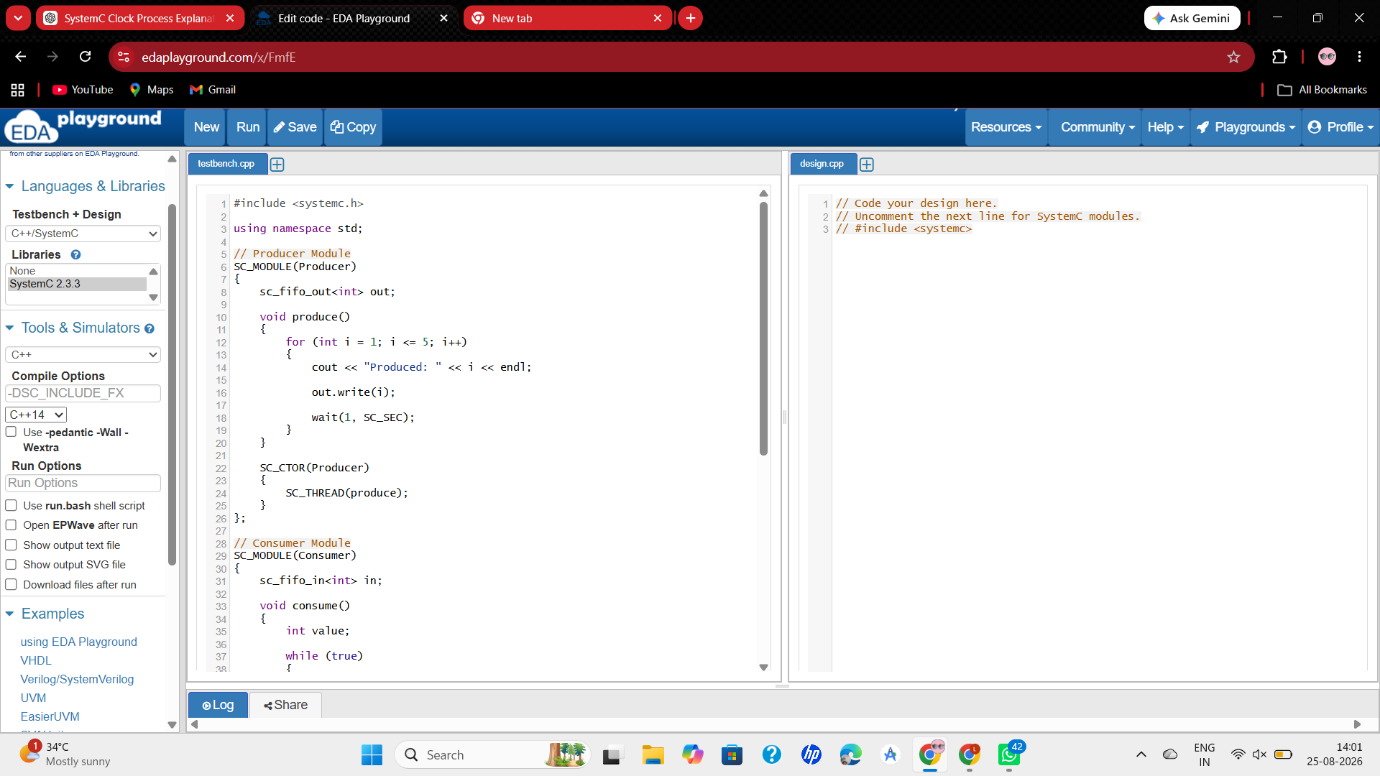 SystemC Clock Process Explana
Edit code - EDA Playground
New tab
Ask Gemini
edaplayground.com/x/FmfE
YouTube
Maps
Gmail
All Bookmarks
EDA playground
New
Run
Save
Copy
Resources
Community
Help
Playgrounds
Profile
from other suppliers on EDA Playground.
Languages & Libraries
Testbench + Design
C++/SystemC
Libraries ?
None
SystemC 2.3.3
Tools & Simulators ?
C++
Compile Options
-DSC_INCLUDE_FX
C++14
Use -pedantic -Wall -
Wextra
Run Options
Run Options
Use run.bash shell script
Open EPWave after run
Show output text file
Show output SVG file
Download files after run
Examples
using EDA Playground
VHDL
Verilog/SystemVerilog
UVM
EasierUVM
testbench.cpp
1 #include <systemc.h>
2
3 using namespace std;
4
5 // Producer Module
6 SC_MODULE(Producer)
7 {
8 sc_fifo_out<int> out;
9
10 void produce()
11 {
12 for (int i = 1; i <= 5; i++)
13 {
14 cout << "Produced: " << i << endl;
15
16 out.write(i);
17
18 wait(1, SC_SEC);
19 }
20 }
21
22 SC_CTOR(Producer)
23 {
24 SC_THREAD(produce);
25 }
26 };
27
28 // Consumer Module
29 SC_MODULE(Consumer)
30 {
31 sc_fifo_in<int> in;
32
33 void consume()
34 {
35 int value;
36
37 while (true)
38 {
design.cpp
1 // Code your design here.
2 // Uncomment the next line for SystemC modules.
3 // #include <systemc>
Log
Share
1
34°C
Mostly sunny
Search
42
ENG
IN
14:01
25-08-2026